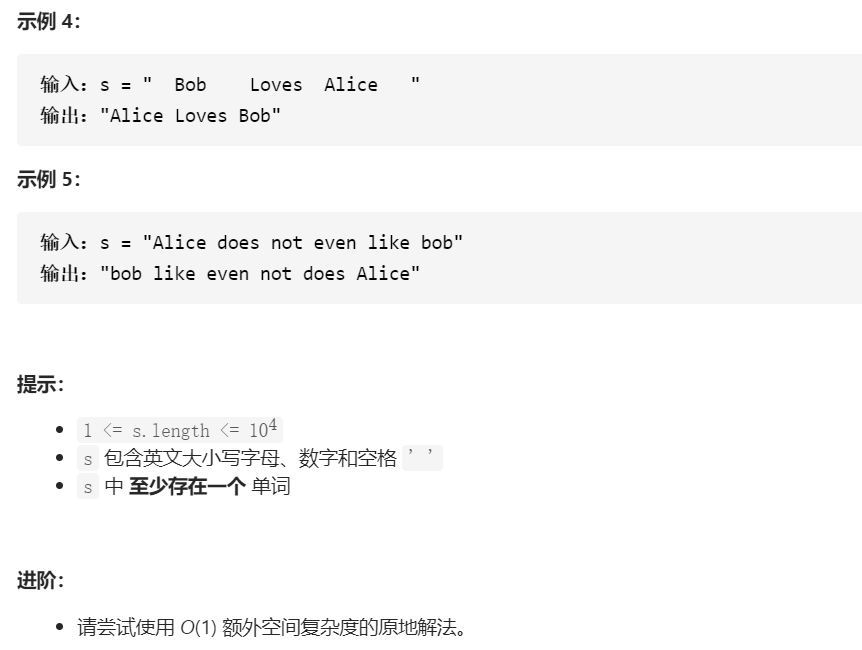 示例 4：
输入：s = "  Bob    Loves  Alice   "
输出："Alice Loves Bob"
示例 5：
输入：s = "Alice does not even like bob"
输出："bob like even not does Alice"
提示：
• 1 <= s.length <= 10⁴
• s 包含英文大小写字母、数字和空格 ' '
• s 中 至少存在一个 单词
进阶：
• 请尝试使用 O(1) 额外空间复杂度的原地解法。